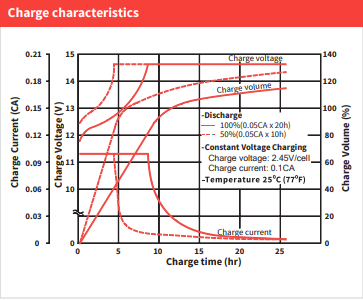 Charge characteristics
Charge Current (CA)
0.21
0.18
0.15
0.12
0.09
0.06
0.03
0
Charge Voltage (V)
15
14
13
12
11
10
0
Charge voltage
Charge volume
-Discharge
100%(0.05CA x 20h)
50%(0.05CA x 10h)
-Constant Voltage Charging
Charge voltage: 2.45V/cell
Charge current: 0.1CA
-Temperature 25°C (77°F)
Charge current
140
120
100
80
60
40
20
0
Charge Volume (%)
0 5 10 15 20 25
Charge time (hr)